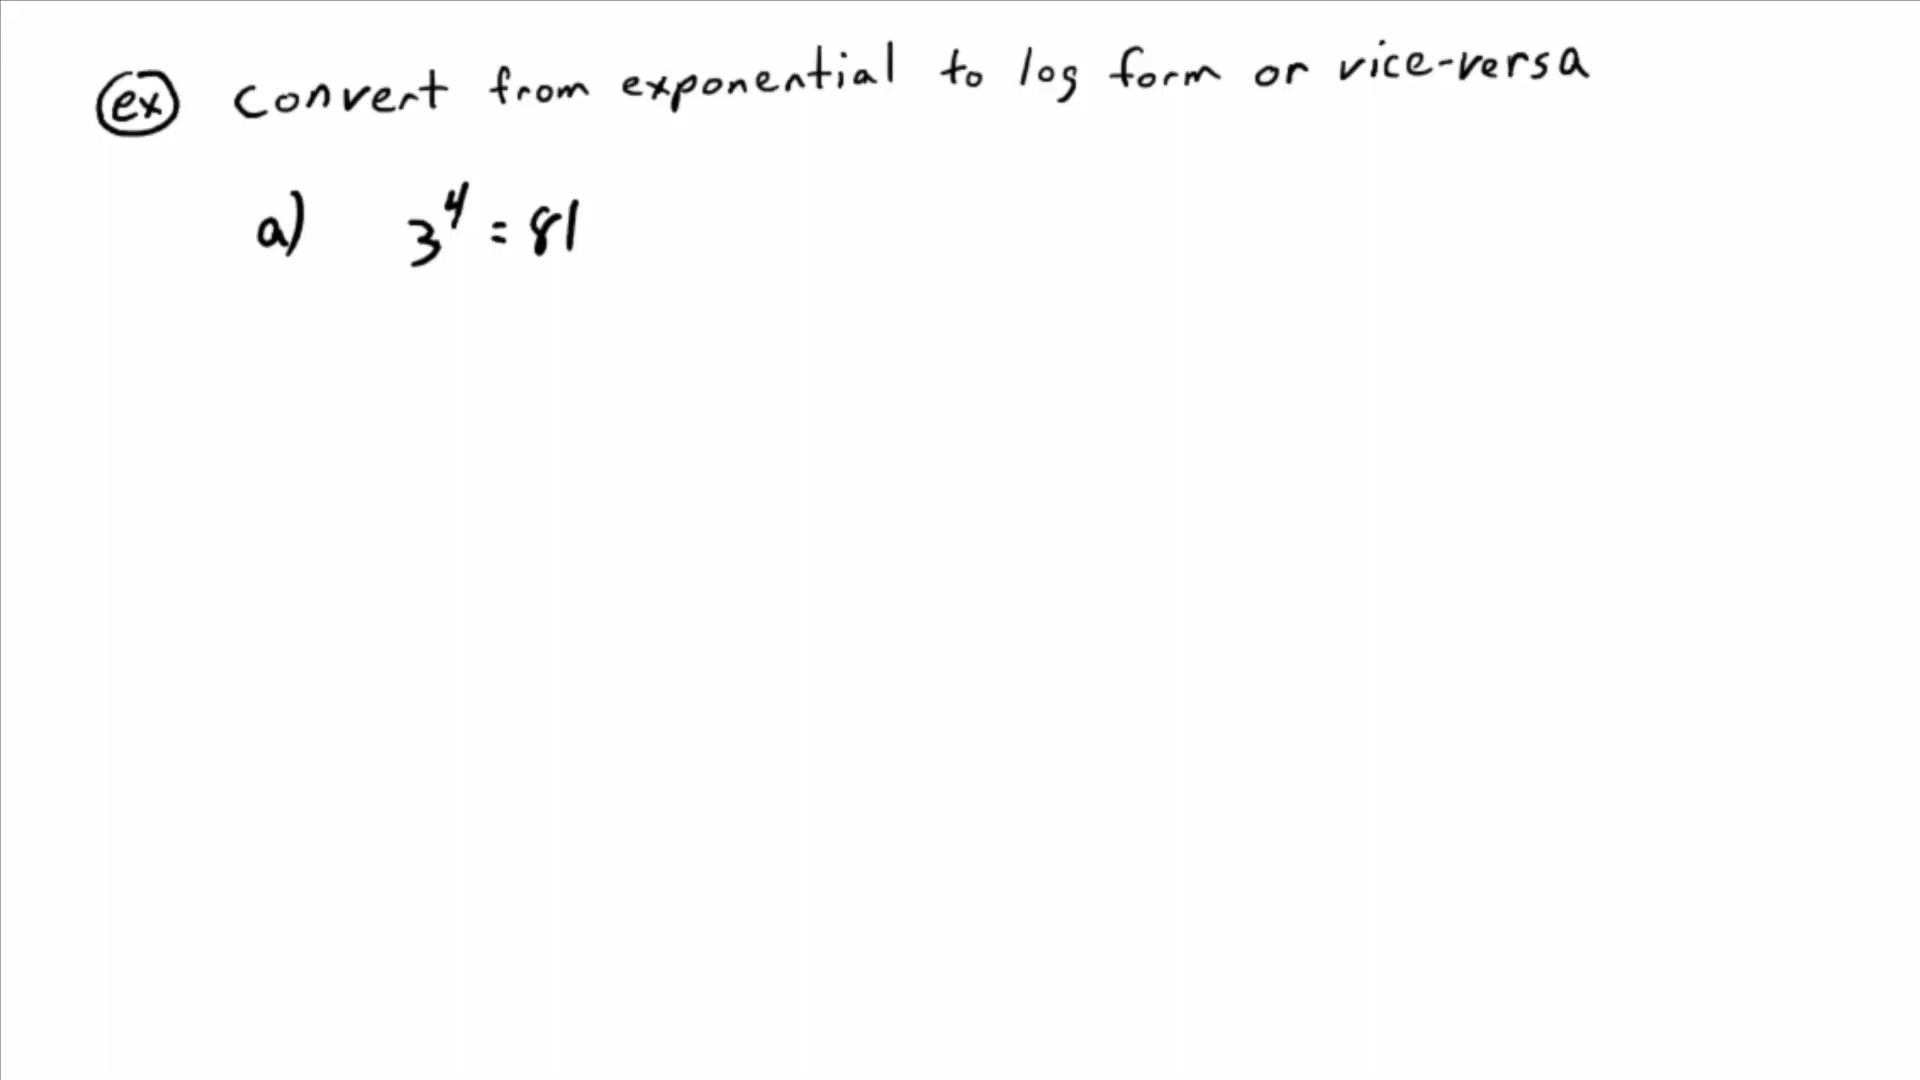 ex convert from exponential to log form or vice-versa
a) 3⁴ = 81